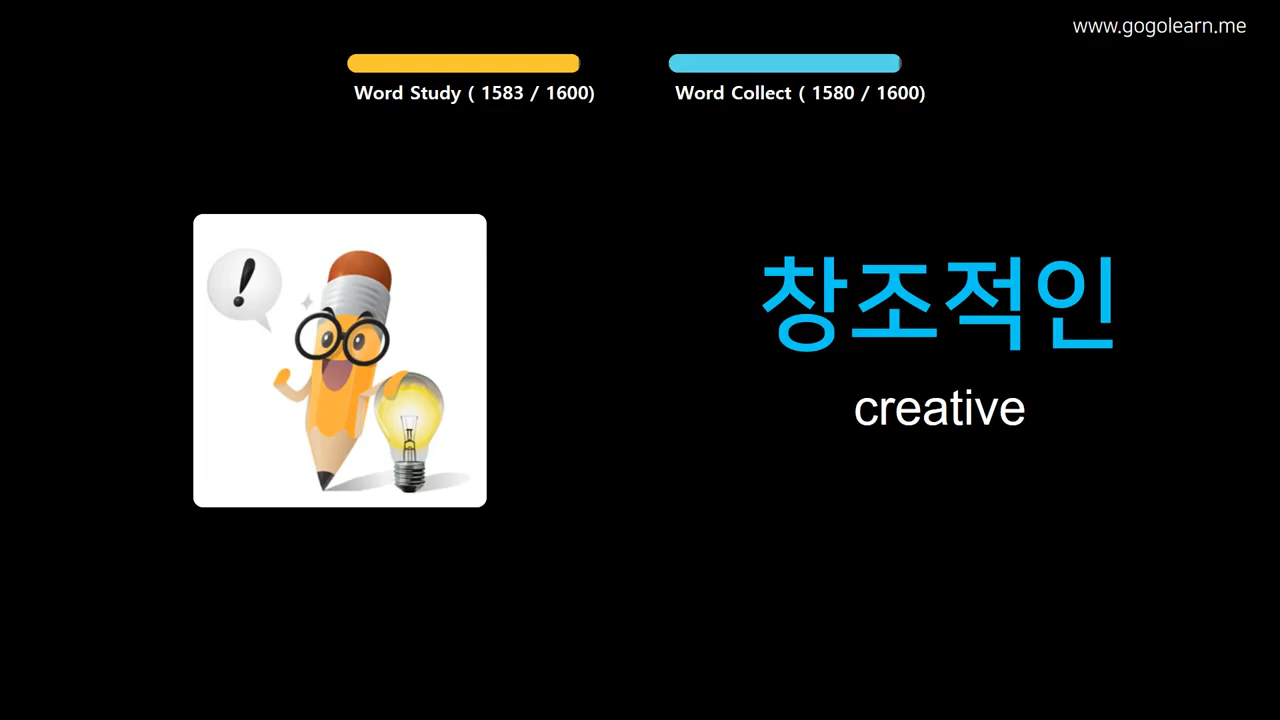 www.gogolearn.me
Word Study ( 1583 / 1600)
Word Collect ( 1580 / 1600)
!
창조적인
creative